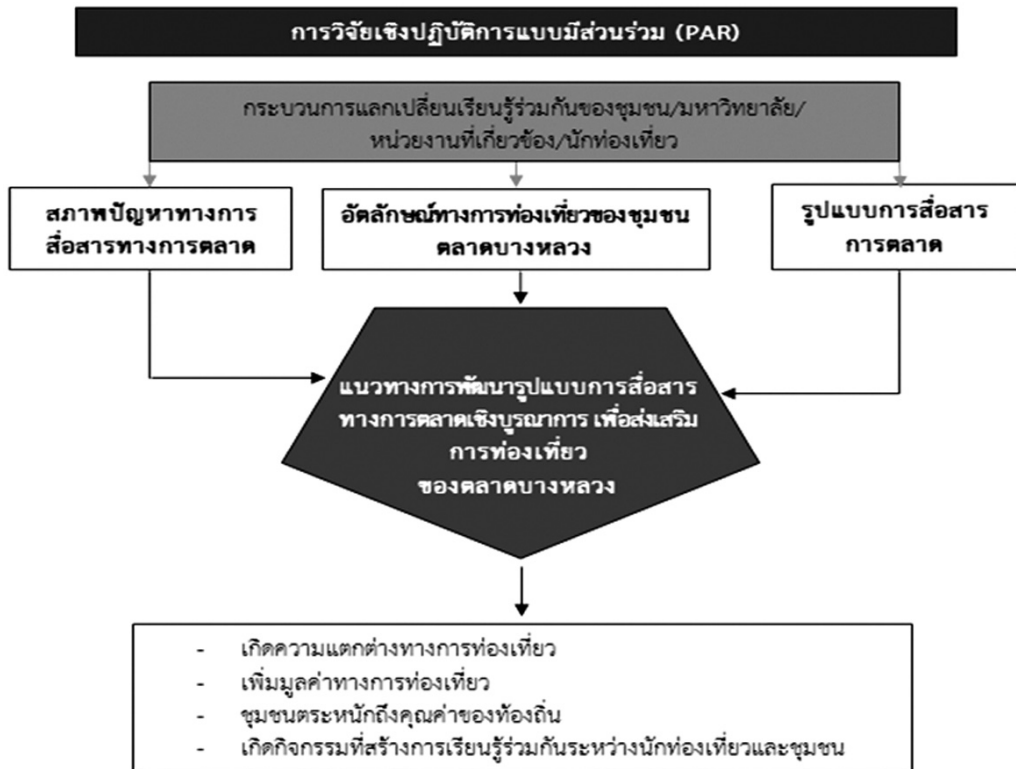 การวิจัยเชิงปฏิบัติการแบบมีส่วนร่วม (PAR)
กระบวนการแลกเปลี่ยนเรียนรู้ร่วมกันของชุมชน/มหาวิทยาลัย/
หน่วยงานที่เกี่ยวข้อง/นักท่องเที่ยว
สภาพปัญหาทางการ
สื่อสารทางการตลาด
อัตลักษณ์ทางการท่องเที่ยวของชุมชน
ตลาดบางหลวง
รูปแบบการสื่อสาร
การตลาด
แนวทางการพัฒนารูปแบบการสื่อสาร
ทางการตลาดเชิงบูรณาการ เพื่อส่งเสริม
การท่องเที่ยว
ของตลาดบางหลวง
- เกิดความแตกต่างทางการท่องเที่ยว
- เพิ่มมูลค่าทางการท่องเที่ยว
- ชุมชนตระหนักถึงคุณค่าของท้องถิ่น
- เกิดกิจกรรมที่สร้างการเรียนรู้ร่วมกันระหว่างนักท่องเที่ยวและชุมชน